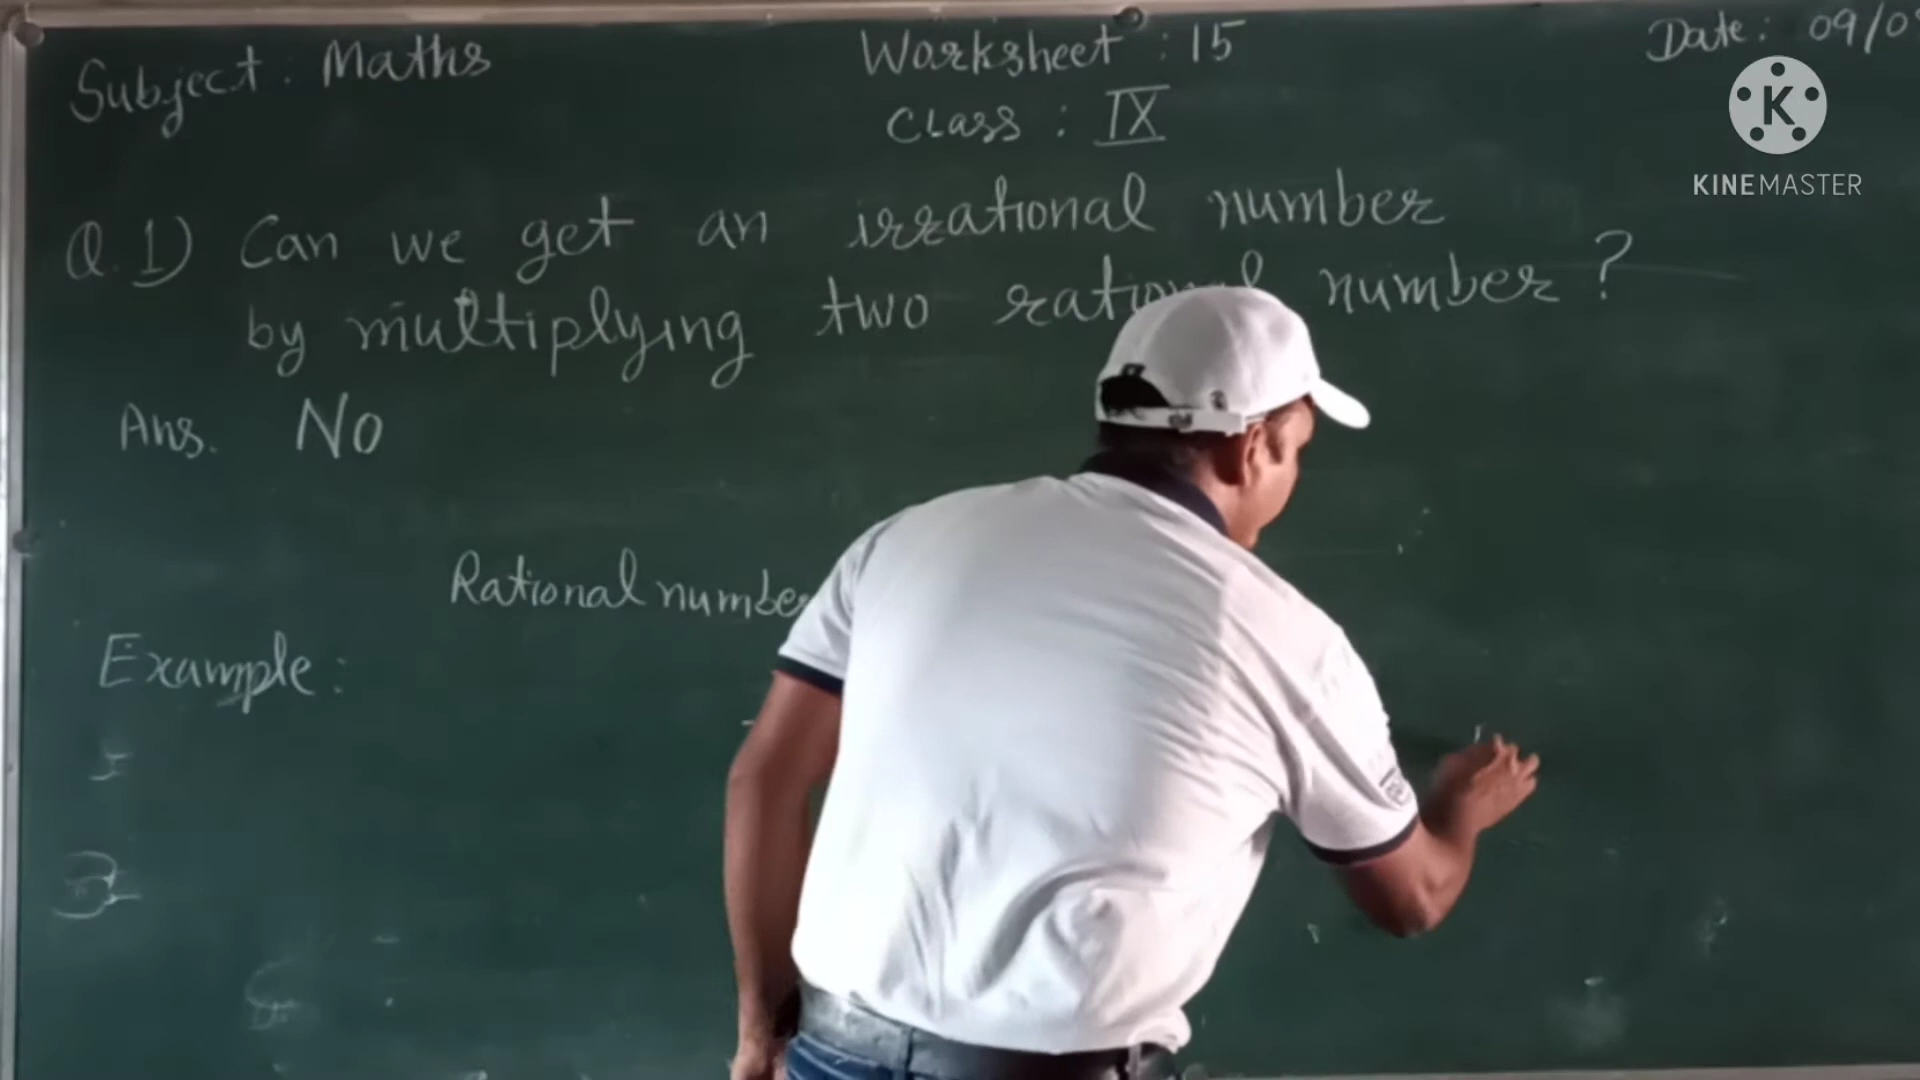 Subject : Maths
Worksheet : 15
Date : 09/0
Class : IX
KINEMASTER
Q.1) Can we get an irrational number
by multiplying two rational number ?
Ans. No
Rational number
Example :